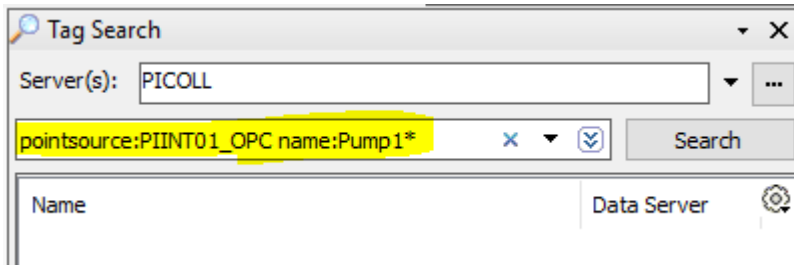 Tag Search
Server(s): PICOLL ...
pointsource:PIINT01_OPC name:Pump1* Search
Name Data Server